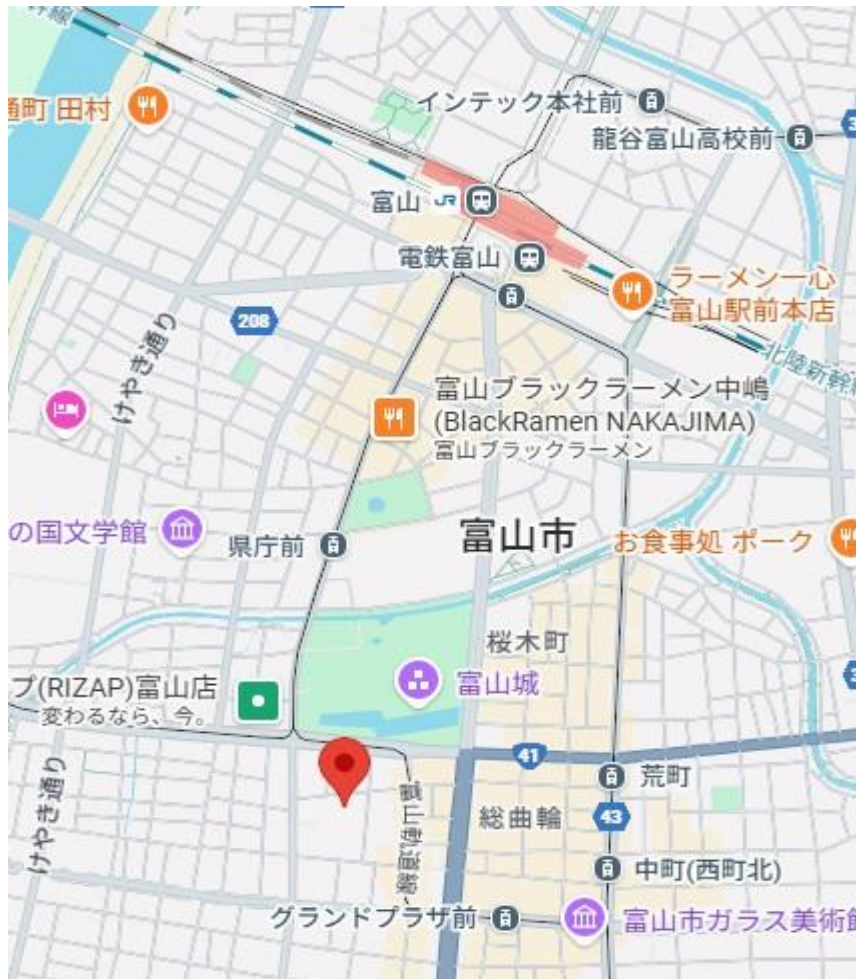 幹線
通町 田村
インテック本社前
龍谷富山高校前
富山
JR
電鉄富山
ラーメン一心
富山駅前本店
208
けやき通り
北陸新幹線
富山ブラックラーメン中嶋
(BlackRamen NAKAJIMA)
富山ブラックラーメン
の国文学館
県庁前
富山市
お食事処 ポーク
桜木町
プ(RIZAP)富山店
変わるなら、今。
富山城
41
荒町
けやき通り
総曲輪
43
中町(西町北)
グランドプラザ前
富山市ガラス美術館